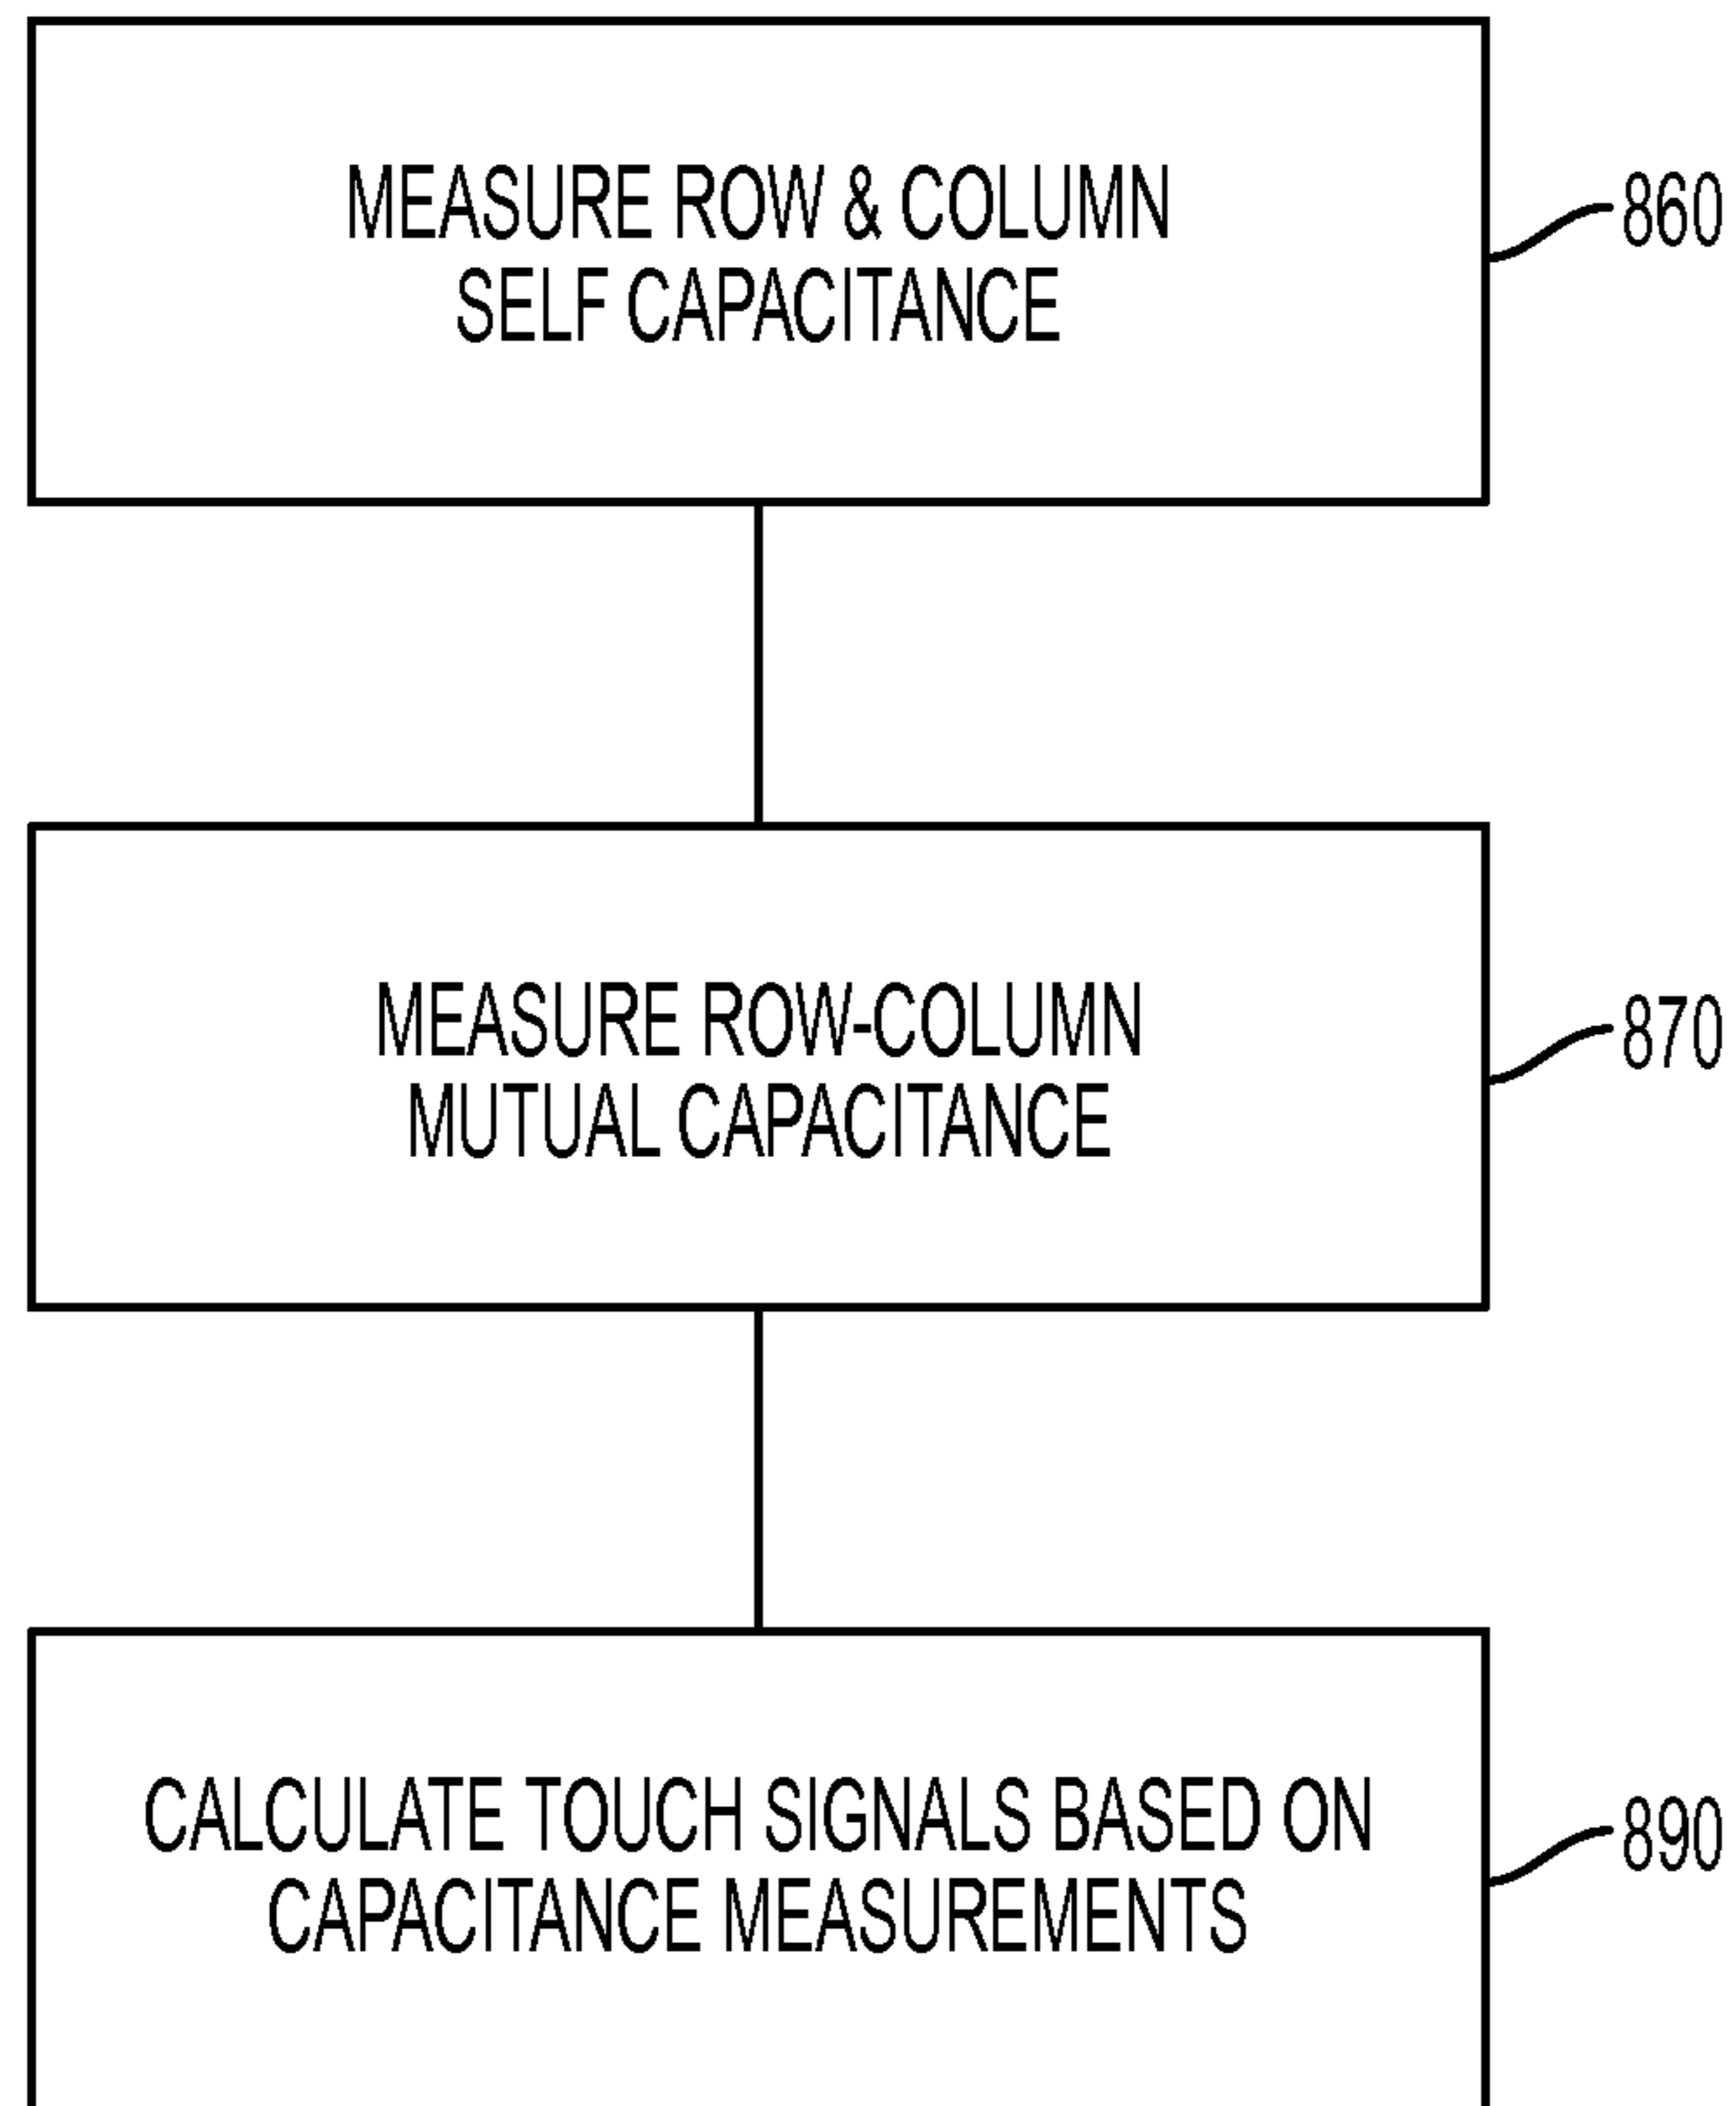 MEASURE ROW & COLUMN
SELF CAPACITANCE
860
MEASURE ROW-COLUMN
MUTUAL CAPACITANCE
870
CALCULATE TOUCH SIGNALS BASED ON
CAPACITANCE MEASUREMENTS
890